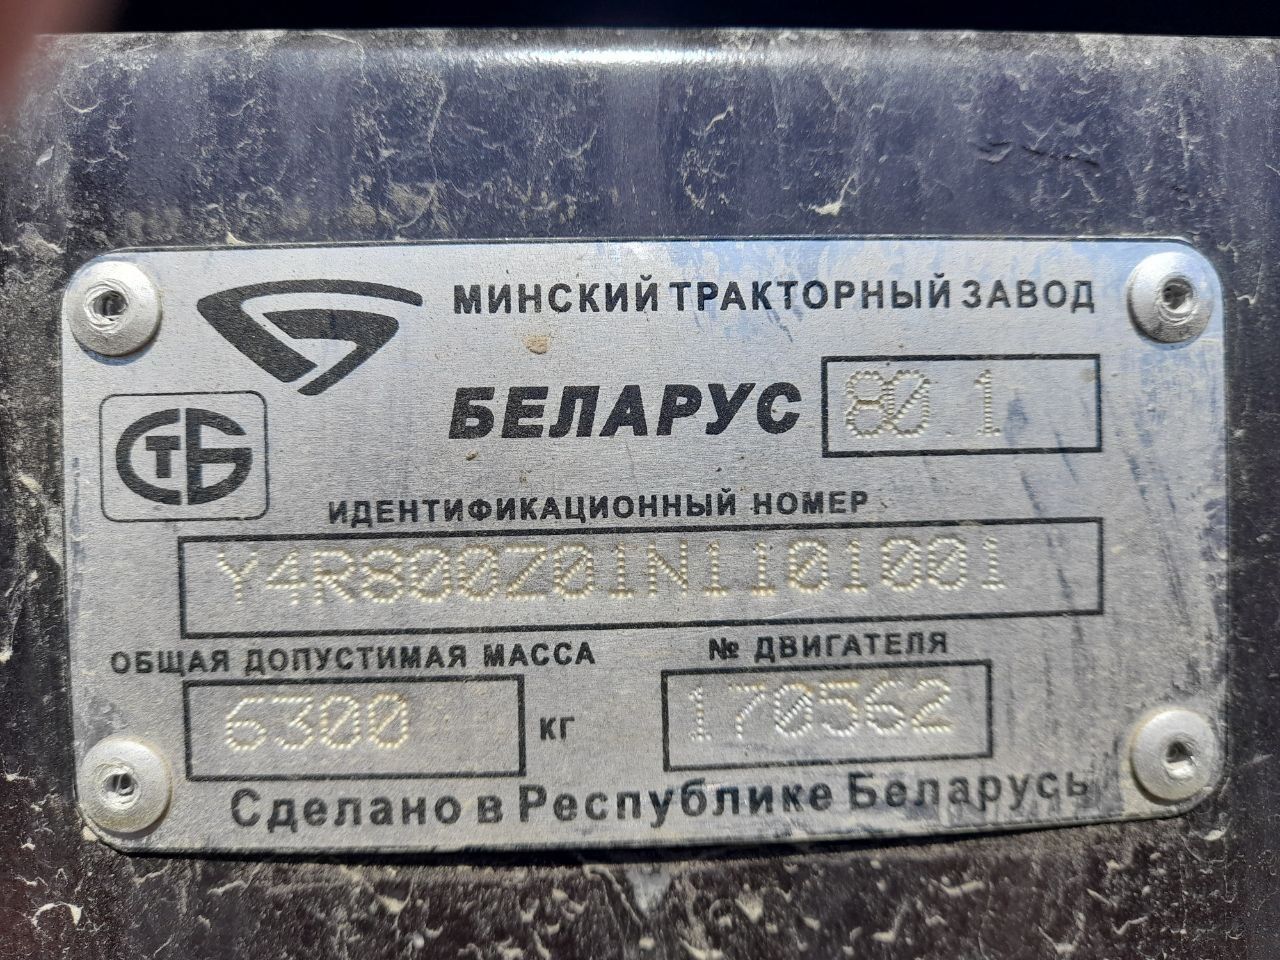 МИНСКИЙ ТРАКТОРНЫЙ ЗАВОД
БЕЛАРУС 80.1
СТБ
ИДЕНТИФИКАЦИОННЫЙ НОМЕР
Y4R800Z01N1101001
ОБЩАЯ ДОПУСТИМАЯ МАССА
№ ДВИГАТЕЛЯ
6300 КГ
170562
Сделано в Республике Беларусь